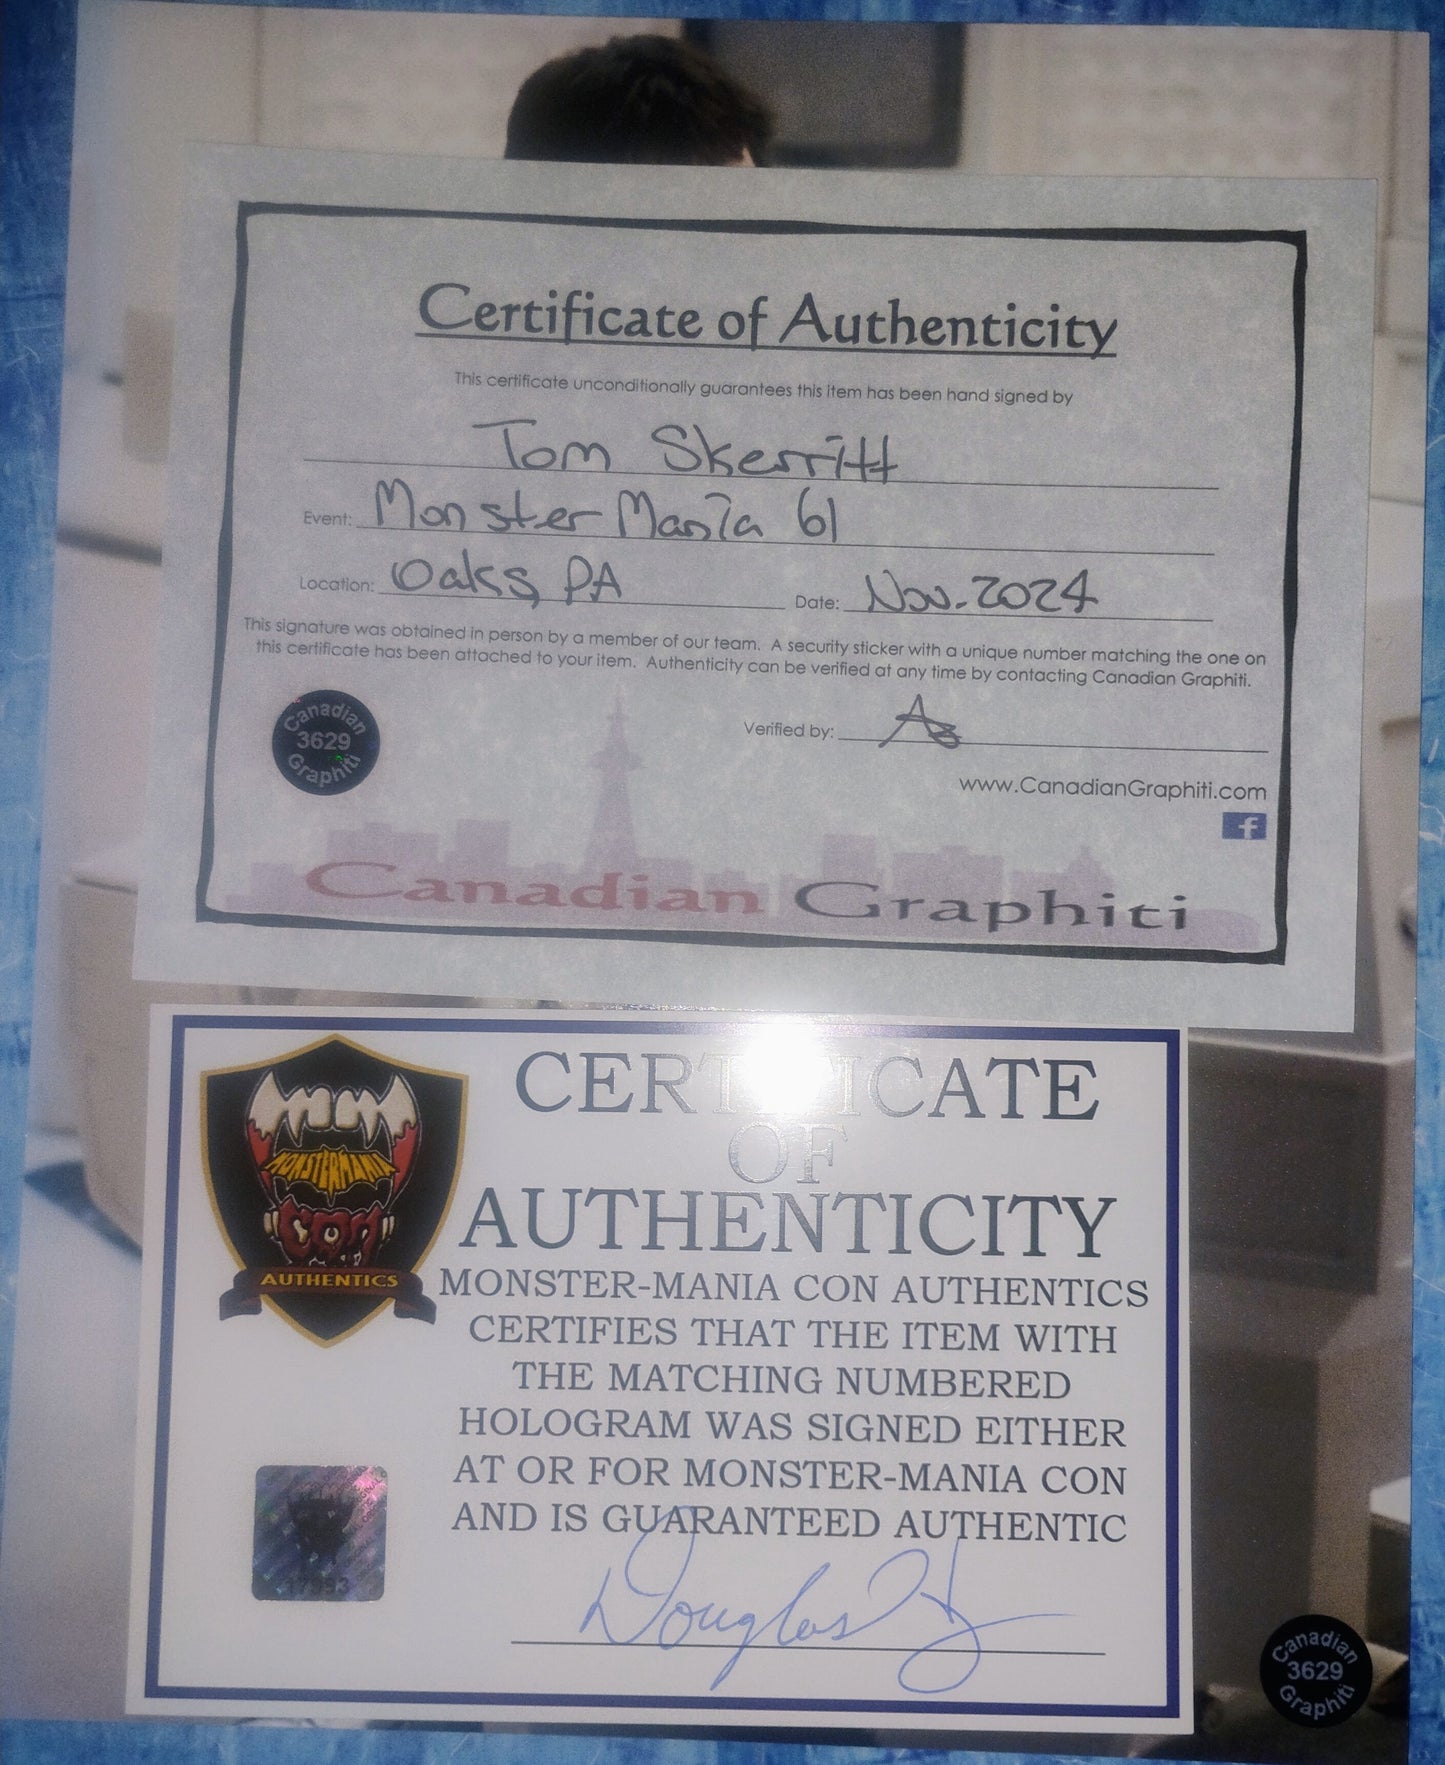 Certificate of Authenticity
This certificate unconditionally guarantees this item has been hand signed by
Tom Skerritt
Event: Monster Mania 61
Location: Oaks, PA Date: Nov. 2024
This signature was obtained in person by a member of our team. A security sticker with a unique number matching the one on
this certificate has been attached to your item. Authenticity can be verified at any time by contacting Canadian Graphiti.
Canadian
3629
Graphiti
Verified by:
www.CanadianGraphiti.com
f
Canadian Graphiti
MM
MONSTERMANIA
CON
AUTHENTICS
CERTIFICATE
OF
AUTHENTICITY
MONSTER-MANIA CON AUTHENTICS
CERTIFIES THAT THE ITEM WITH
THE MATCHING NUMBERED
HOLOGRAM WAS SIGNED EITHER
AT OR FOR MONSTER-MANIA CON
AND IS GUARANTEED AUTHENTIC
Douglas
Canadian
3629
Graphiti